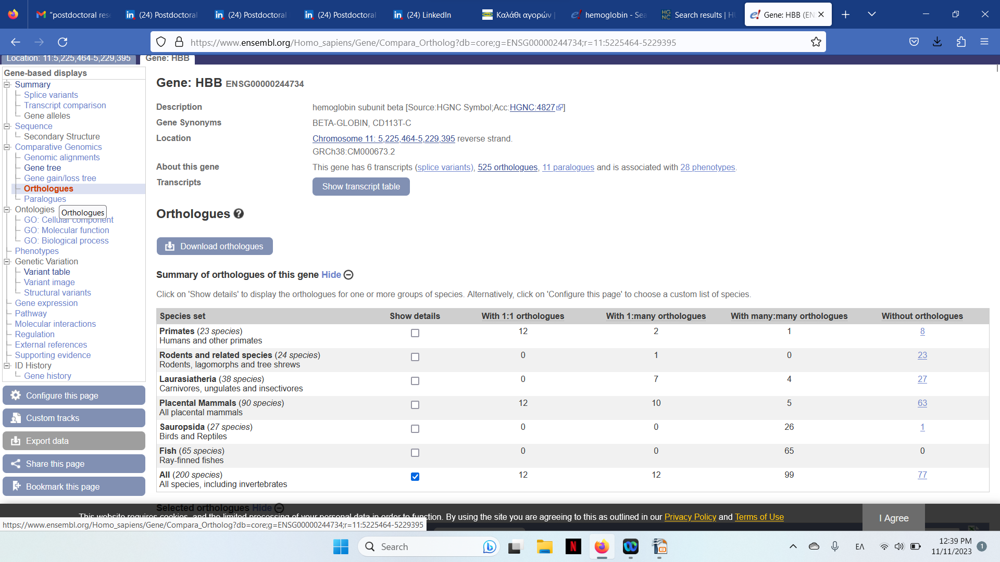 "postdoctoral res
(24) Postdoctoral
(24) Postdoctoral
(24) Postdoctoral
(24) LinkedIn
Καλάθι αγορών |
hemoglobin - Sea
Search results | H
Gene: HBB (EN
https://www.ensembl.org/Homo_sapiens/Gene/Compara_Ortholog?db=core;g=ENSG00000244734;r=11:5225464-5229395
Location: 11:5,225,464-5,229,395
Gene: HBB
Gene-based displays
Summary
Splice variants
Transcript comparison
Gene alleles
Sequence
Secondary Structure
Comparative Genomics
Genomic alignments
Gene tree
Gene gain/loss tree
Orthologues
Paralogues
Ontologies
Orthologues
GO: Cellular component
GO: Molecular function
GO: Biological process
Phenotypes
Genetic Variation
Variant table
Variant image
Structural variants
Gene expression
Pathway
Molecular interactions
Regulation
External references
Supporting evidence
ID History
Gene history
Configure this page
Custom tracks
Export data
Share this page
Bookmark this page
Gene: HBB ENSG00000244734
Description hemoglobin subunit beta [Source:HGNC Symbol;Acc:HGNC:4827]
Gene Synonyms BETA-GLOBIN, CD113T-C
Location Chromosome 11: 5,225,464-5,229,395 reverse strand.
GRCh38:CM000673.2
About this gene This gene has 6 transcripts (splice variants), 525 orthologues, 11 paralogues and is associated with 28 phenotypes.
Transcripts Show transcript table
Orthologues ?
Download orthologues
Summary of orthologues of this gene Hide
Click on 'Show details' to display the orthologues for one or more groups of species. Alternatively, click on 'Configure this page' to choose a custom list of species.
Species set Show details With 1:1 orthologues With 1:many orthologues With many:many orthologues Without orthologues
Primates (23 species) 12 2 1 8
Humans and other primates
Rodents and related species (24 species) 0 1 0 23
Rodents, lagomorphs and tree shrews
Laurasiatheria (38 species) 0 7 4 27
Carnivores, ungulates and insectivores
Placental Mammals (90 species) 12 10 5 63
All placental mammals
Sauropsida (27 species) 0 0 26 1
Birds and Reptiles
Fish (65 species) 0 0 65 0
Ray-finned fishes
All (200 species) 12 12 99 77
All species, including invertebrates
Selected orthologues Hide
This website requires cookies, and the limited processing of your personal data in order to function. By using the site you are agreeing to this as outlined in our Privacy Policy and Terms of Use
I Agree
https://www.ensembl.org/Homo_sapiens/Gene/Compara_Ortholog?db=core;g=ENSG00000244734;r=11:5225464-5229395
Search
ΕΛ
12:39 PM
11/11/2023
1